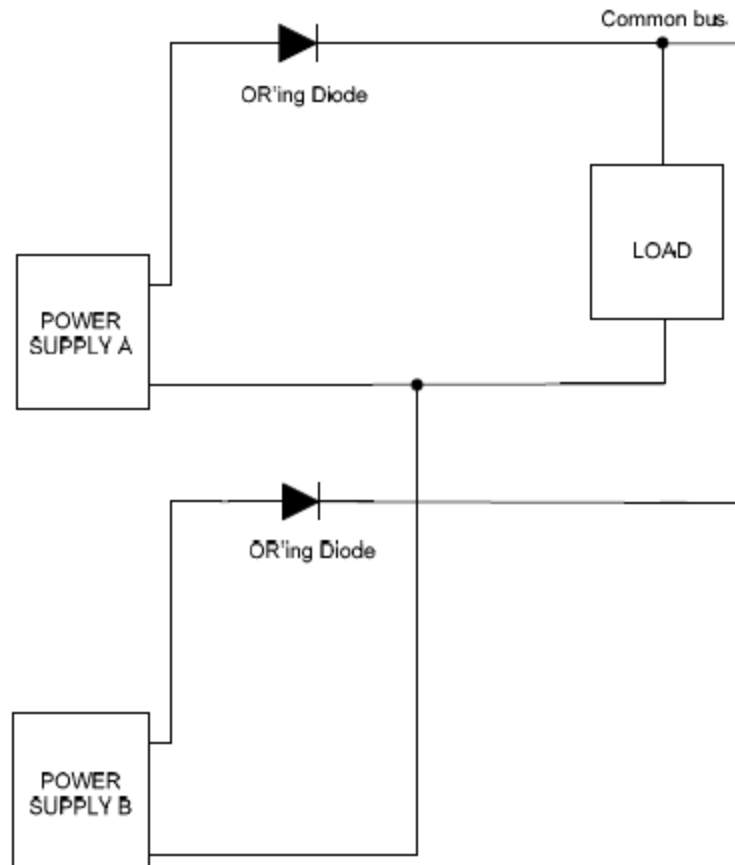 Common bus
OR'ing Diode
LOAD
POWER
SUPPLY A
OR'ing Diode
POWER
SUPPLY B